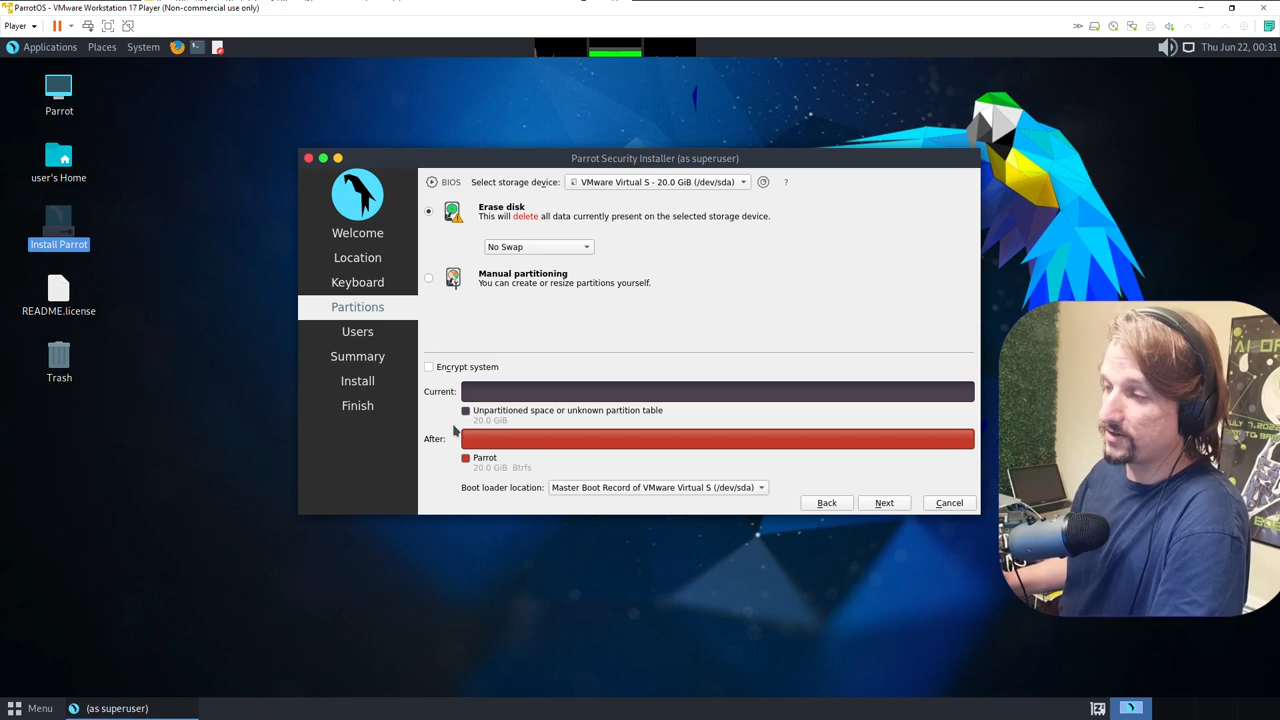 ParrotOS - VMware Workstation 17 Player (Non-commercial use only)
Player
Applications Places System
Thu Jun 22, 00:31
Parrot
user's Home
Install Parrot
README.license
Trash
Parrot Security Installer (as superuser)
Welcome
Location
Keyboard
Partitions
Users
Summary
Install
Finish
BIOS Select storage device: VMware Virtual S - 20.0 GiB (/dev/sda) ?
Erase disk
This will delete all data currently present on the selected storage device.
No Swap
Manual partitioning
You can create or resize partitions yourself.
Encrypt system
Current:
Unpartitioned space or unknown partition table
20.0 GiB
After:
Parrot
20.0 GiB Btrfs
Boot loader location: Master Boot Record of VMware Virtual S (/dev/sda)
Back Next Cancel
Menu (as superuser)